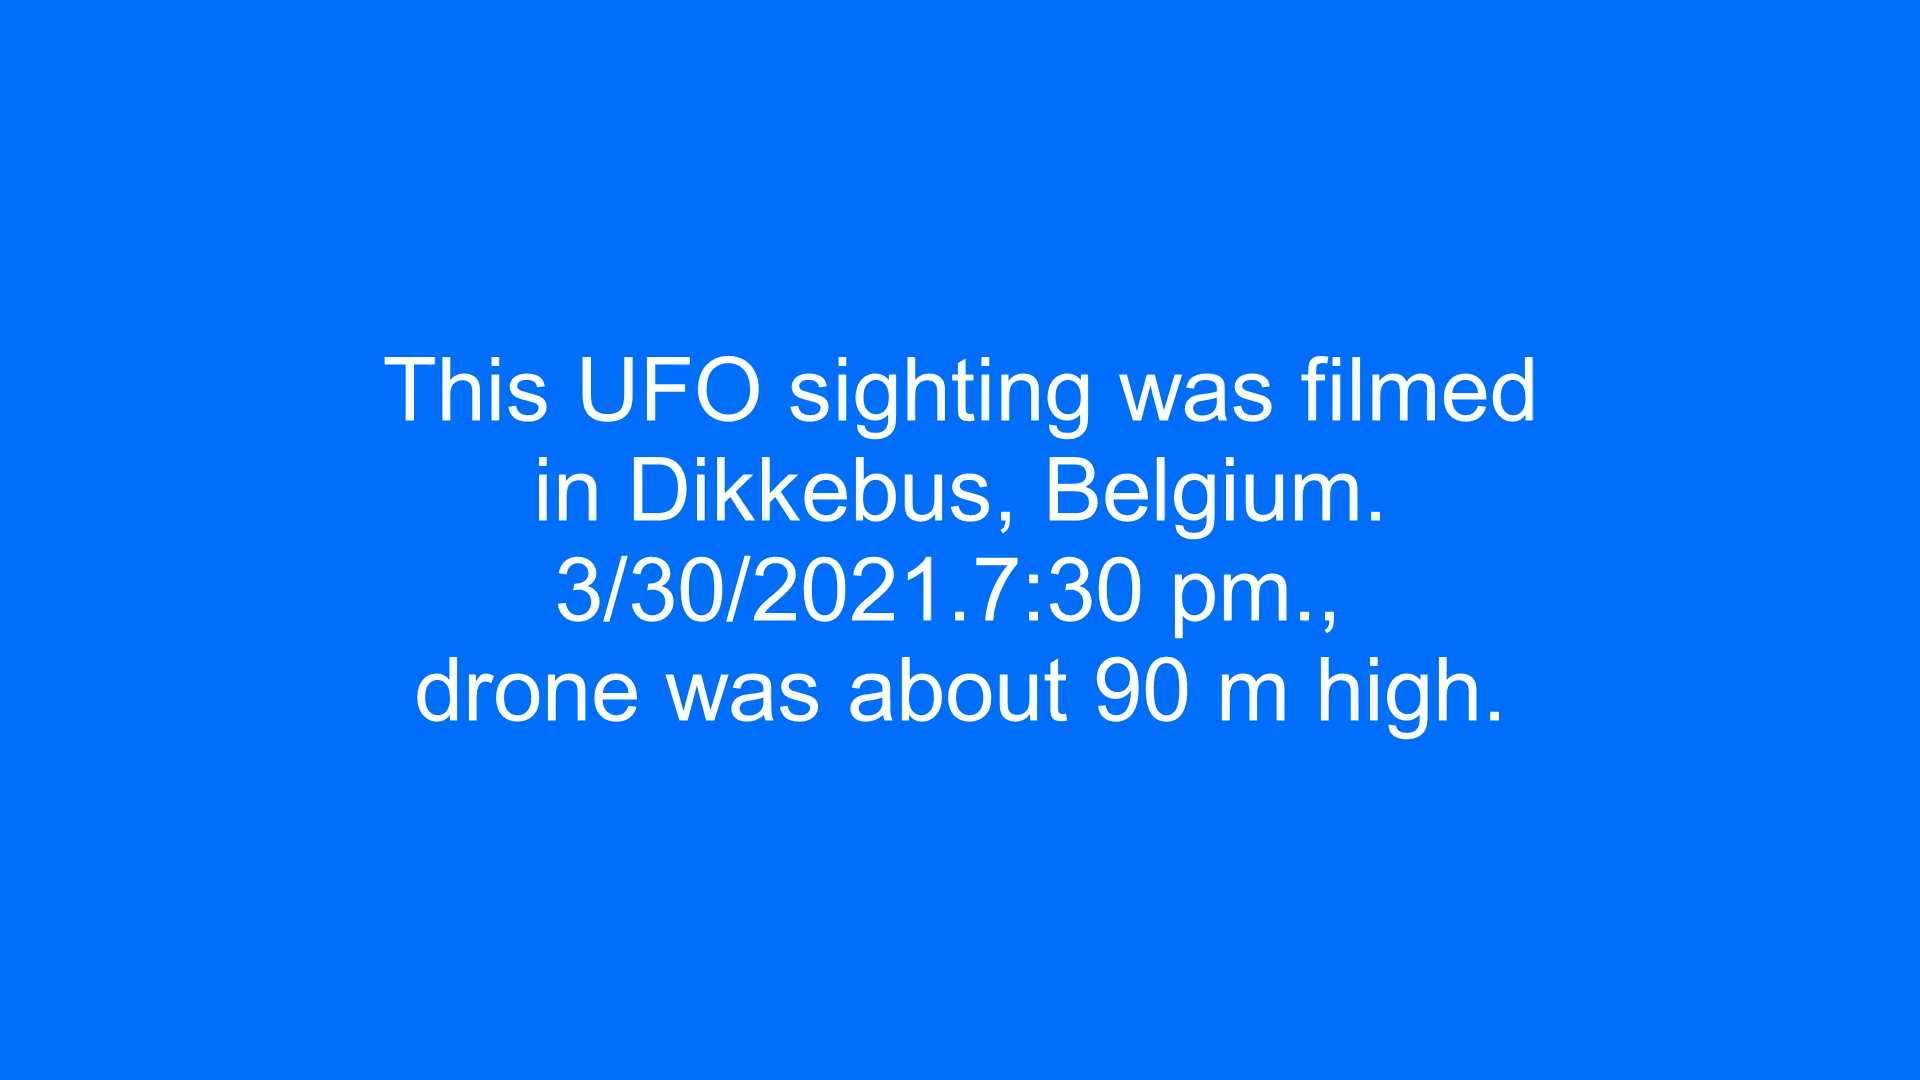 This UFO sighting was filmed
in Dikkebus, Belgium.
3/30/2021.7:30 pm.,
drone was about 90 m high.